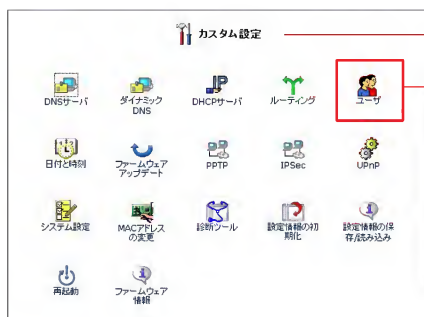 カスタム設定
DNSサーバ
ダイナミック
DNS
DHCPサーバ
ルーティング
ユーザ
日付と時刻
ファームウェア
アップデート
PPTP
IPSec
UPnP
システム設定
MACアドレス
の変更
診断ツール
設定情報の初
期化
設定情報の保
存/読み込み
再起動
ファームウェア
情報